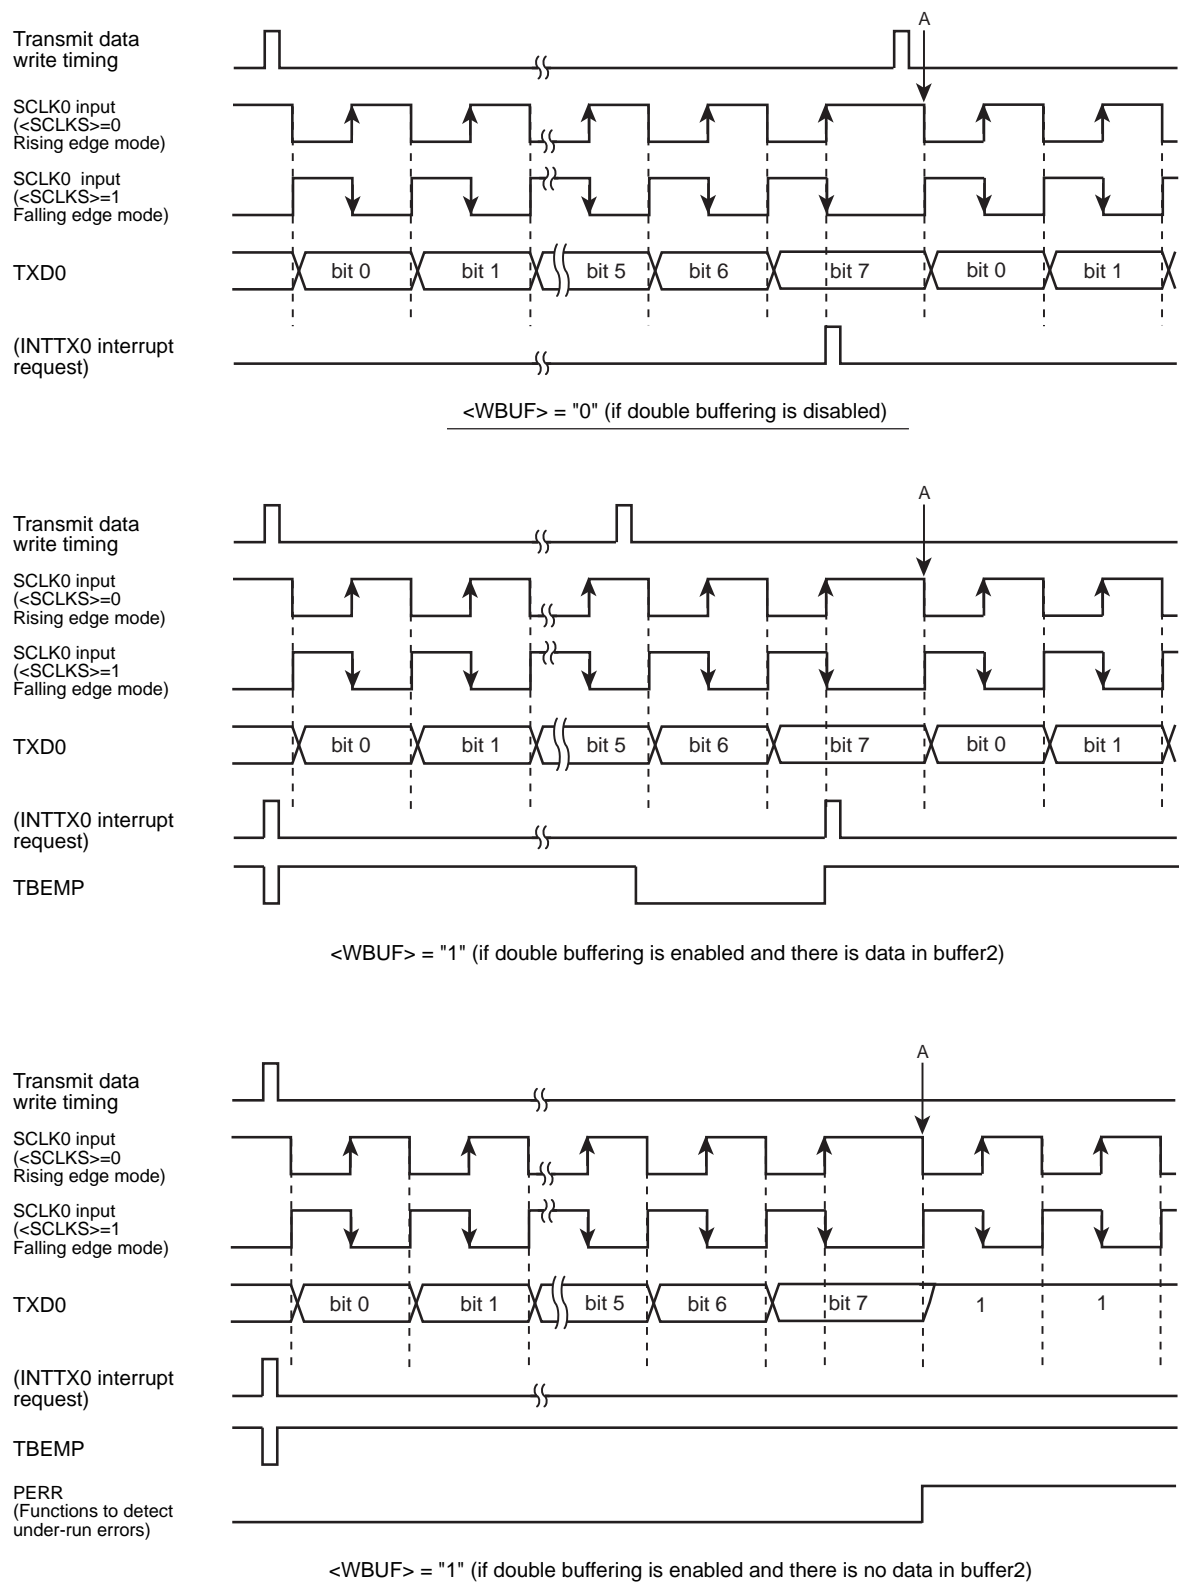 A
Transmit data
write timing
SCLK0 input
(<SCLKS>=0
Rising edge mode)
SCLK0 input
(<SCLKS>=1
Falling edge mode)
TXD0
bit 0 bit 1 bit 5 bit 6 bit 7 bit 0 bit 1
(INTTX0 interrupt
request)
<WBUF> = "0" (if double buffering is disabled)
A
Transmit data
write timing
SCLK0 input
(<SCLKS>=0
Rising edge mode)
SCLK0 input
(<SCLKS>=1
Falling edge mode)
TXD0
bit 0 bit 1 bit 5 bit 6 bit 7 bit 0 bit 1
(INTTX0 interrupt
request)
TBEMP
<WBUF> = "1" (if double buffering is enabled and there is data in buffer2)
A
Transmit data
write timing
SCLK0 input
(<SCLKS>=0
Rising edge mode)
SCLK0 input
(<SCLKS>=1
Falling edge mode)
TXD0
bit 0 bit 1 bit 5 bit 6 bit 7 1 1
(INTTX0 interrupt
request)
TBEMP
PERR
(Functions to detect
under-run errors)
<WBUF> = "1" (if double buffering is enabled and there is no data in buffer2)